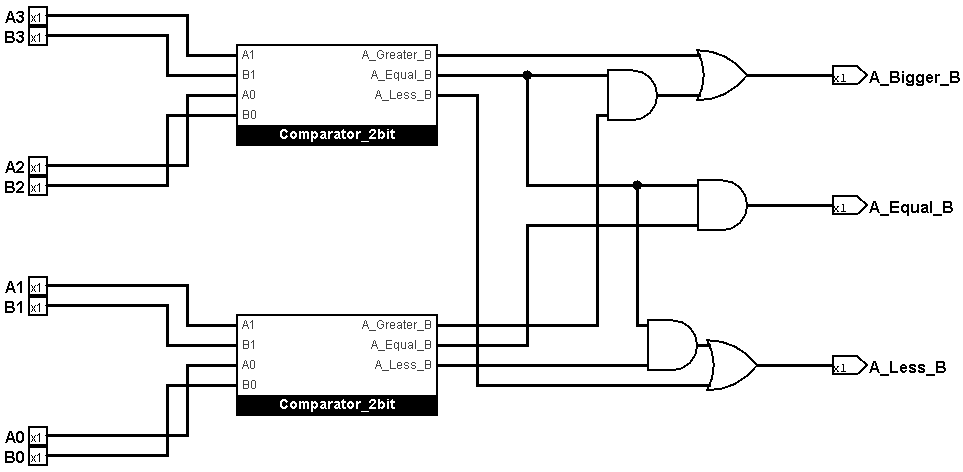 A3 x1
B3 x1
A1 A_Greater_B
B1 A_Equal_B
A0 A_Less_B
B0
Comparator_2bit
x1 A_Bigger_B
A2 x1
B2 x1
x1 A_Equal_B
A1 x1
B1 x1
A1 A_Greater_B
B1 A_Equal_B
A0 A_Less_B
B0
Comparator_2bit
x1 A_Less_B
A0 x1
B0 x1